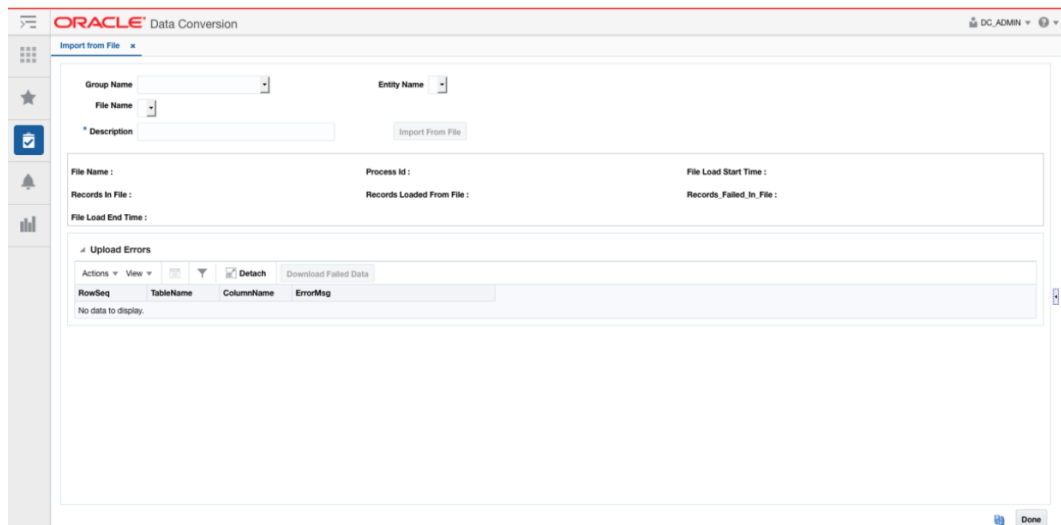 ORACLE Data Conversion DC_ADMIN
Import from File x
Group Name Entity Name
File Name
* Description Import From File
File Name : Process Id : File Load Start Time :
Records In File : Records Loaded From File : Records_Failed_In_File :
File Load End Time :
Upload Errors
Actions View Detach Download Failed Data
RowSeq TableName ColumnName ErrorMsg
No data to display.
Done